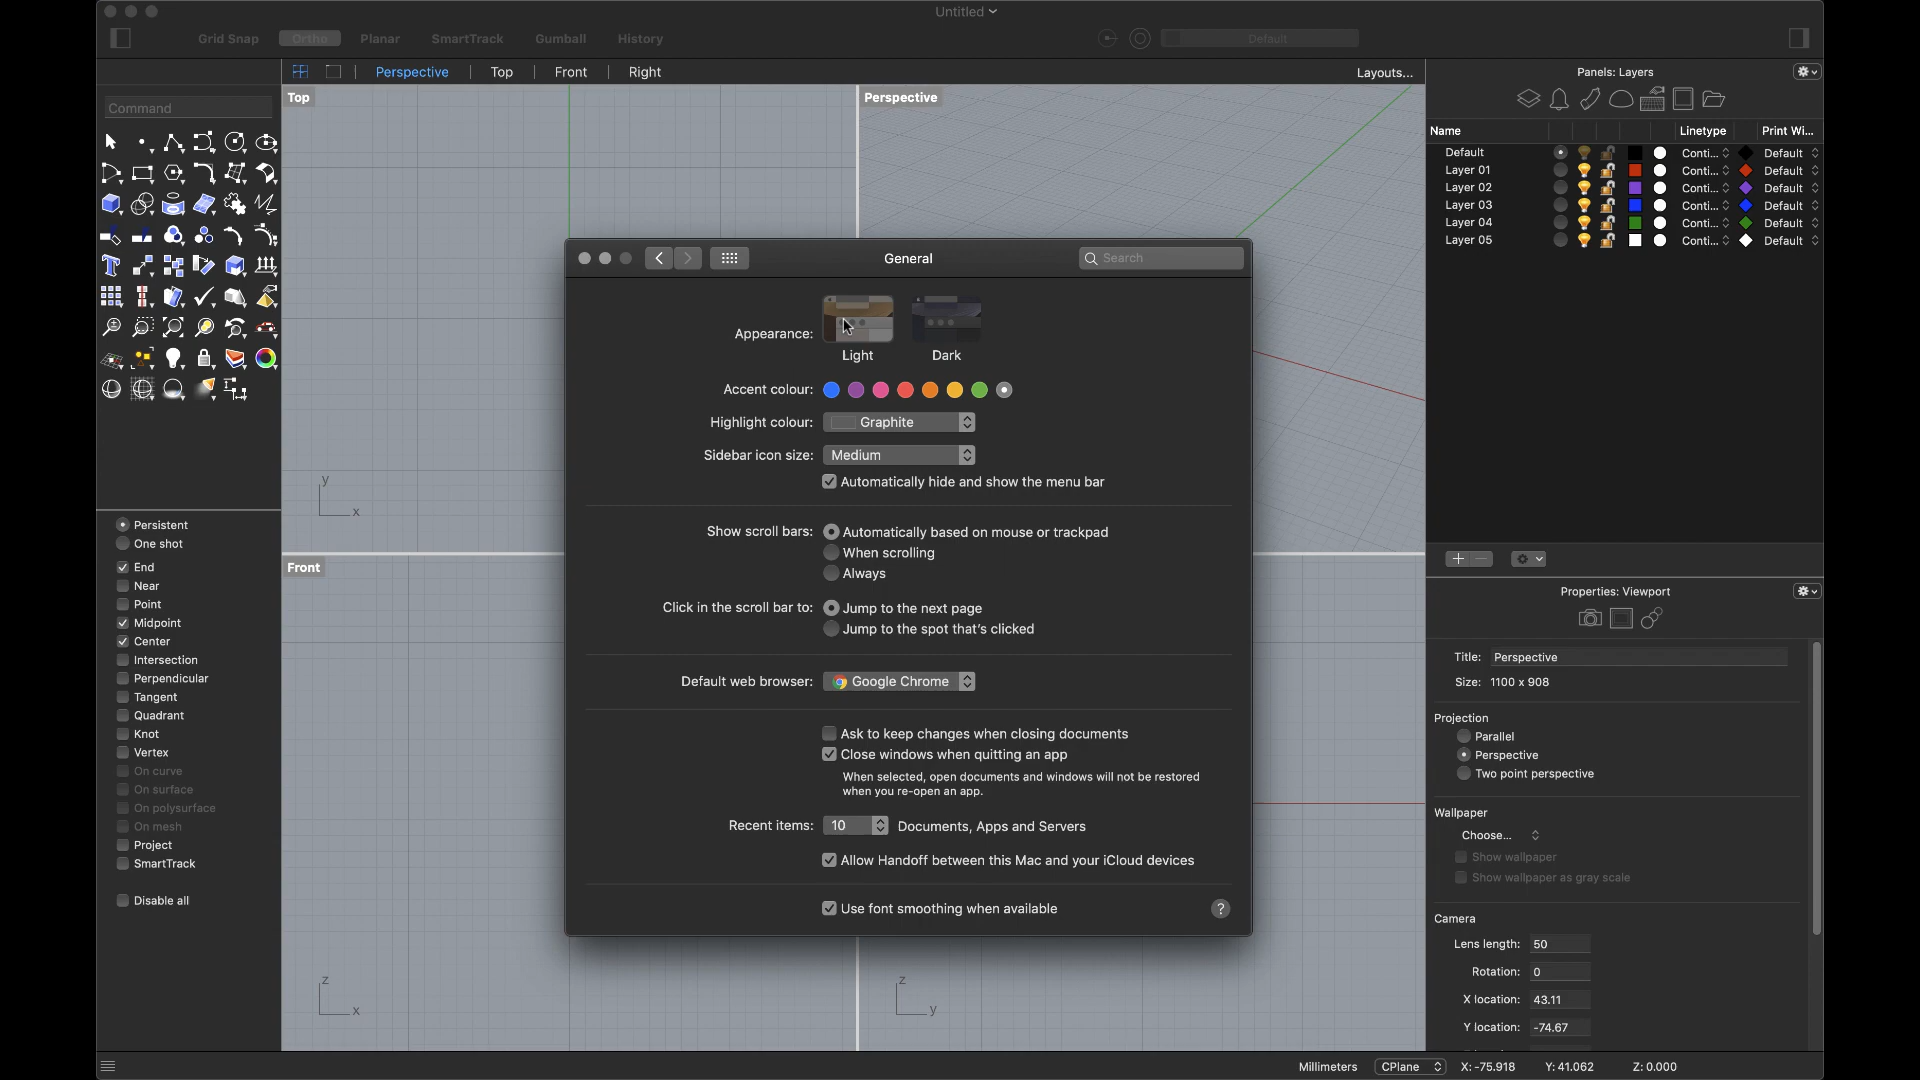 Untitled
Grid Snap Ortho Planar SmartTrack Gumball History Default
Perspective Top Front Right Layouts...
Command
Top
Perspective
Front
y
x
z
x
z
y
Persistent
One shot
End
Near
Point
Midpoint
Center
Intersection
Perpendicular
Tangent
Quadrant
Knot
Vertex
On curve
On surface
On polysurface
On mesh
Project
SmartTrack
Disable all
General
Search
Appearance:
Light Dark
Accent colour:
Highlight colour: Graphite
Sidebar icon size: Medium
Automatically hide and show the menu bar
Show scroll bars: Automatically based on mouse or trackpad
When scrolling
Always
Click in the scroll bar to: Jump to the next page
Jump to the spot that's clicked
Default web browser: Google Chrome
Ask to keep changes when closing documents
Close windows when quitting an app
When selected, open documents and windows will not be restored
when you re-open an app.
Recent items: 10 Documents, Apps and Servers
Allow Handoff between this Mac and your iCloud devices
Use font smoothing when available
?
Panels: Layers
Name Linetype Print Wi...
Default Conti... Default
Layer 01 Conti... Default
Layer 02 Conti... Default
Layer 03 Conti... Default
Layer 04 Conti... Default
Layer 05 Conti... Default
Properties: Viewport
Title: Perspective
Size: 1100 x 908
Projection
Parallel
Perspective
Two point perspective
Wallpaper
Choose...
Show wallpaper
Show wallpaper as gray scale
Camera
Lens length: 50
Rotation: 0
X location: 43.11
Y location: -74.67
Millimeters CPlane X: -75.918 Y: 41.062 Z: 0.000